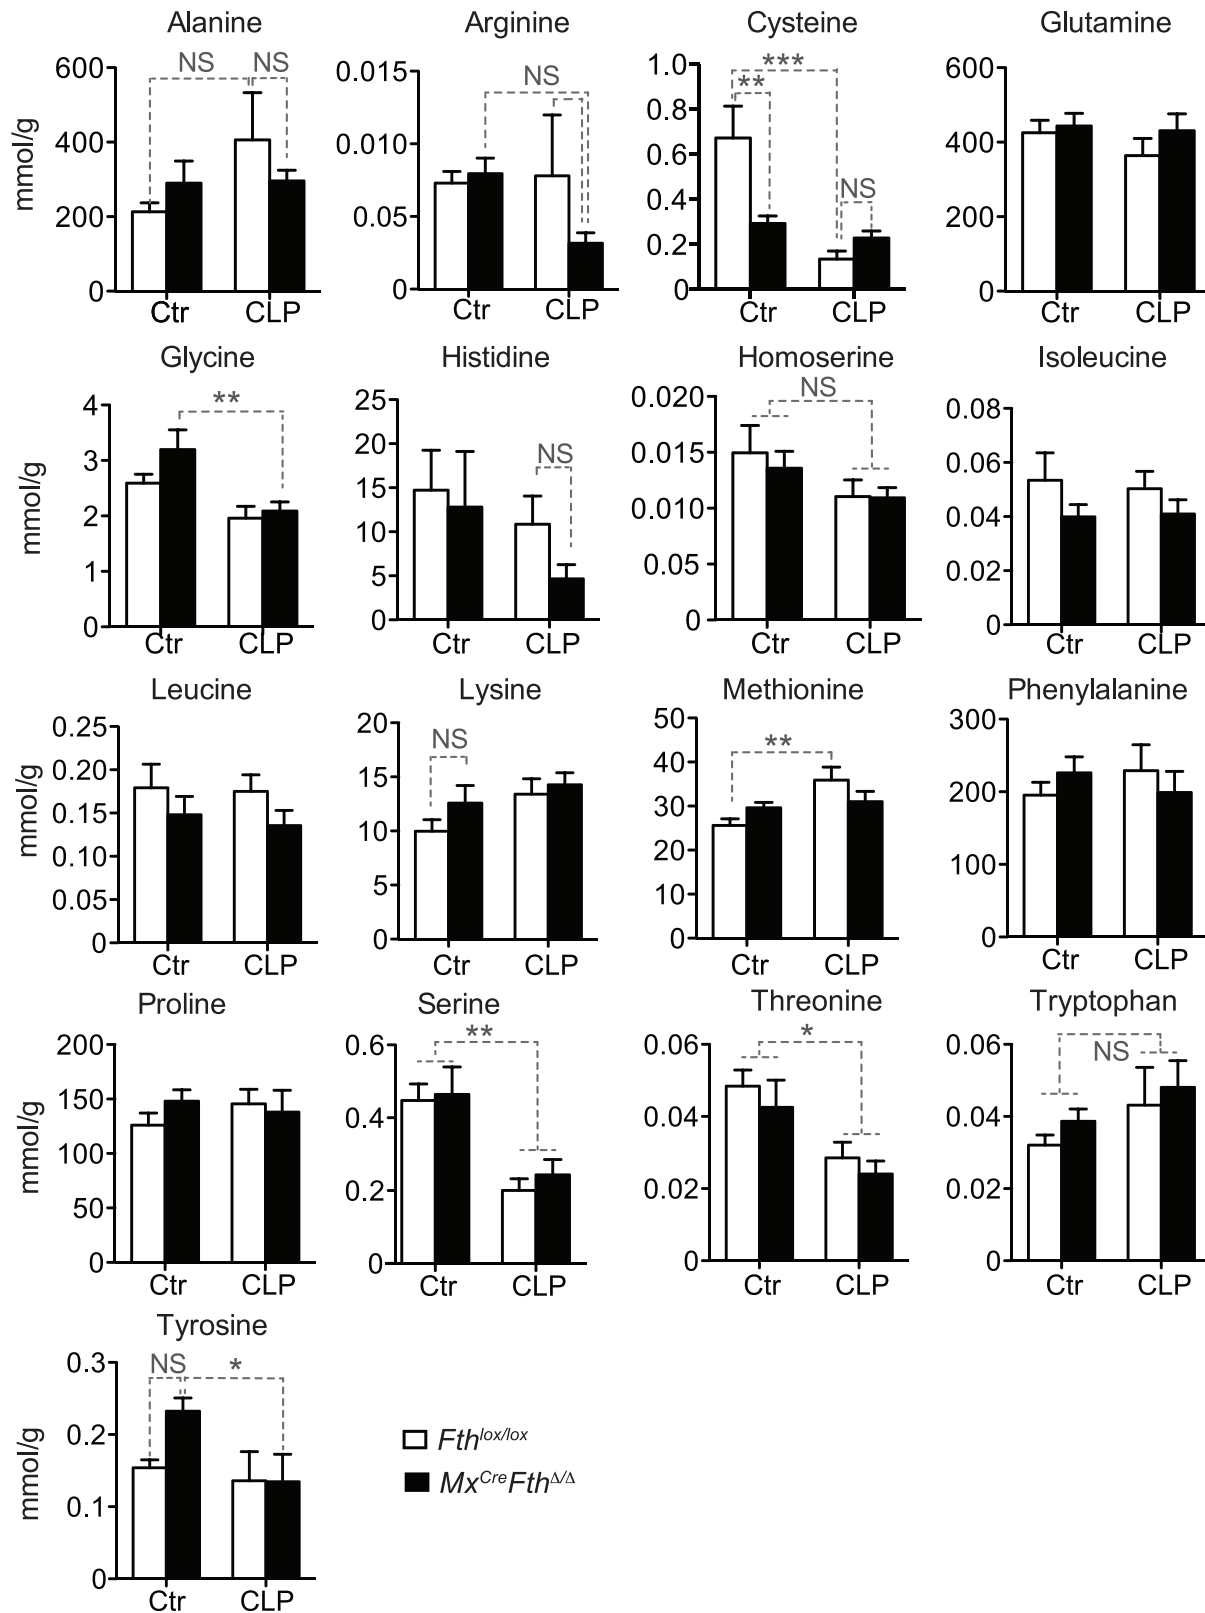 Alanine
Arginine
Cysteine
Glutamine
mmol/g
600
400
200
0
NS
NS
Ctr
CLP
0.015
0.010
0.050
0
NS
Ctr
CLP
1.0
0.8
0.6
0.4
0.2
0
***
**
NS
Ctr
CLP
600
400
200
0
Ctr
CLP
Glycine
Histidine
Homoserine
Isoleucine
mmol/g
4
3
2
1
0
**
Ctr
CLP
25
20
15
10
5
0
NS
Ctr
CLP
0.020
0.015
0.010
0.050
0
NS
Ctr
CLP
0.08
0.06
0.04
0.02
0
Ctr
CLP
Leucine
Lysine
Methionine
Phenylalanine
mmol/g
0.25
0.20
0.15
0.10
0.05
0
Ctr
CLP
20
15
10
5
0
NS
Ctr
CLP
50
40
30
20
10
0
**
Ctr
CLP
300
200
100
0
Ctr
CLP
Proline
Serine
Threonine
Tryptophan
mmol/g
200
150
100
50
0
Ctr
CLP
0.6
0.4
0.2
0
**
Ctr
CLP
0.06
0.04
0.02
0
*
Ctr
CLP
0.06
0.04
0.02
0
NS
Ctr
CLP
Tyrosine
mmol/g
0.3
0.2
0.1
0
NS
*
Ctr
CLP
Fth^lox/lox
Mx^Cre Fth^Δ/Δ